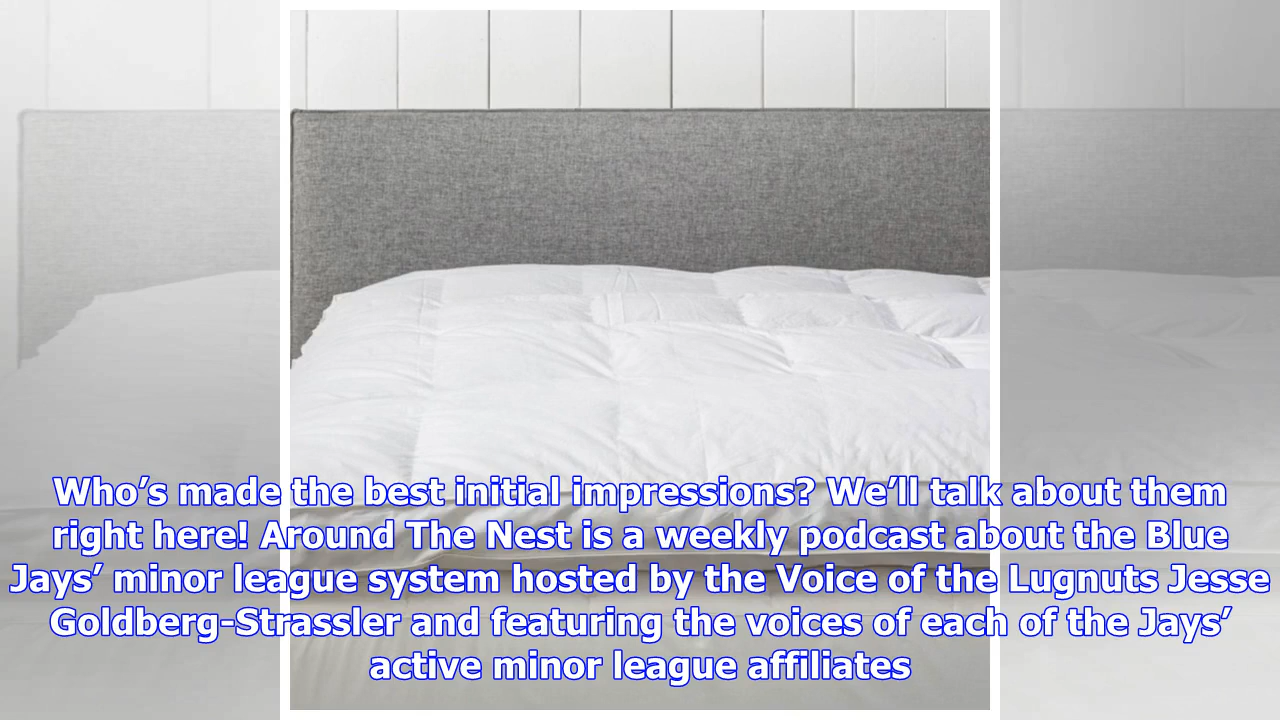 Who’s made the best initial impressions? We’ll talk about them
right here! Around The Nest is a weekly podcast about the Blue
Jays’ minor league system hosted by the Voice of the Lugnuts Jesse
Goldberg-Strassler and featuring the voices of each of the Jays’
active minor league affiliates